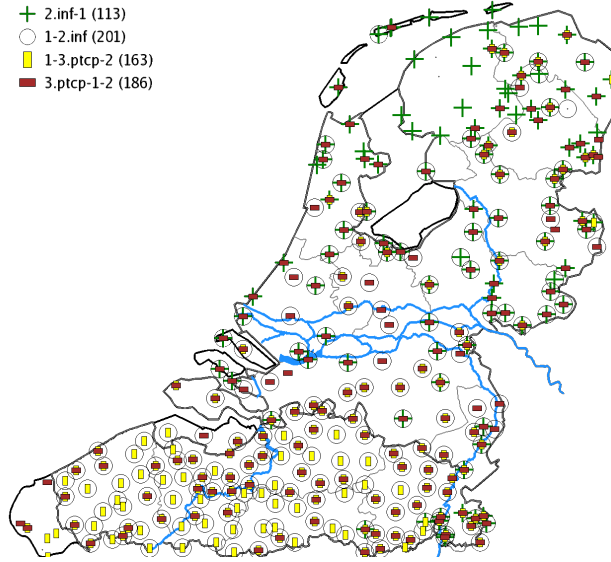 2.inf-1 (113)
1-2.inf (201)
1-3.ptcp-2 (163)
3.ptcp-1-2 (186)